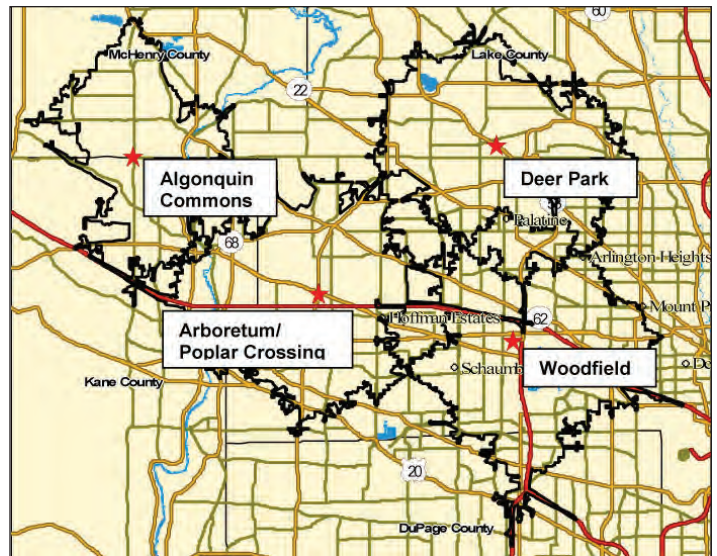 60
McHenry County
Lake County
22
Algonquin
Commons
Deer Park
Palatine
68
Arlington Heights
Arboretum/
Poplar Crossing
Hoffman Estates
62
Mount P
Schaumb
Woodfield
Kane County
20
DuPage County